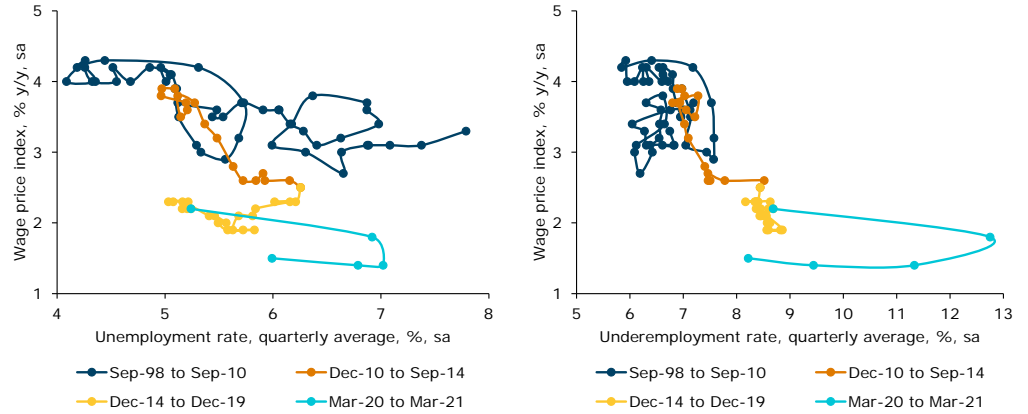 Wage price index, % y/y, sa
5
4
3
2
1
4 5 6 7 8
Unemployment rate, quarterly average, %, sa
Sep-98 to Sep-10 Dec-10 to Sep-14
Dec-14 to Dec-19 Mar-20 to Mar-21
Wage price index, % y/y, sa
5
4
3
2
1
5 6 7 8 9 10 11 12 13
Underemployment rate, quarterly average, %, sa
Sep-98 to Sep-10 Dec-10 to Sep-14
Dec-14 to Dec-19 Mar-20 to Mar-21